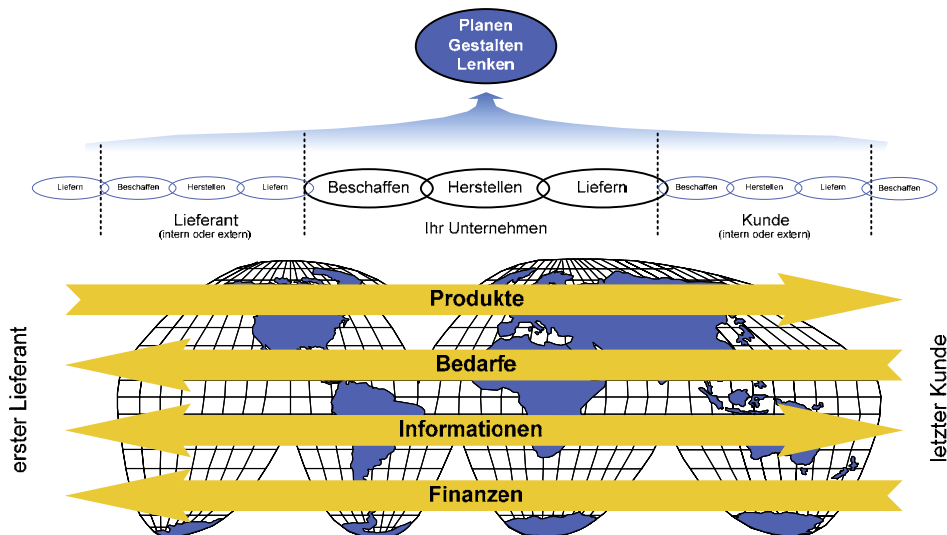 Planen
Gestalten
Lenken
Liefern
Beschaffen
Herstellen
Liefern
Beschaffen
Herstellen
Liefern
Beschaffen
Herstellen
Liefern
Beschaffen
Lieferant
(intern oder extern)
Ihr Unternehmen
Kunde
(intern oder extern)
erster Lieferant
Produkte
Bedarfe
Informationen
Finanzen
letzter Kunde